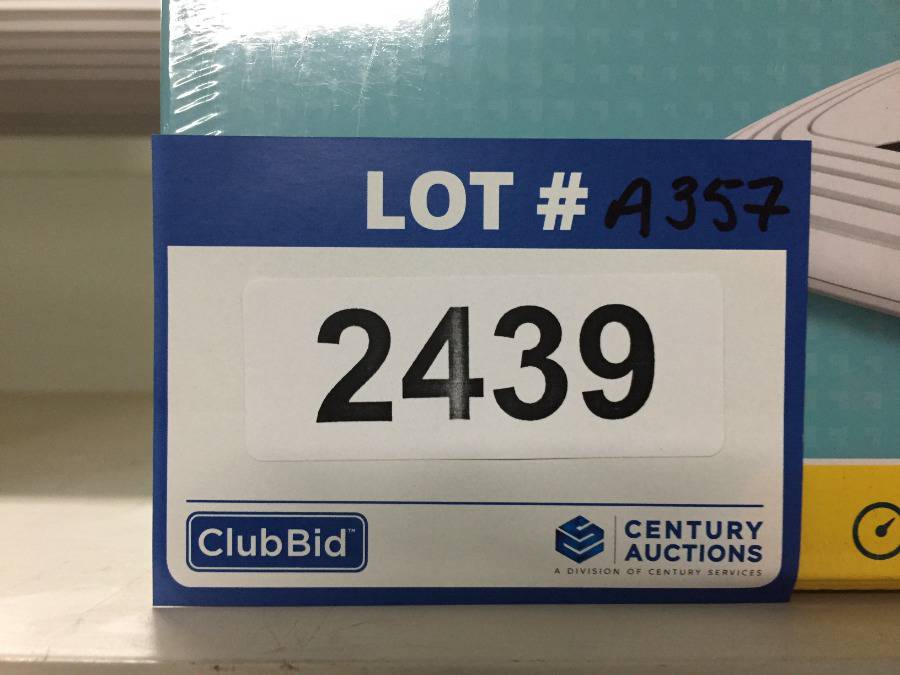 LOT # A357
2439
ClubBid™
CENTURY
AUCTIONS
A DIVISION OF CENTURY SERVICES